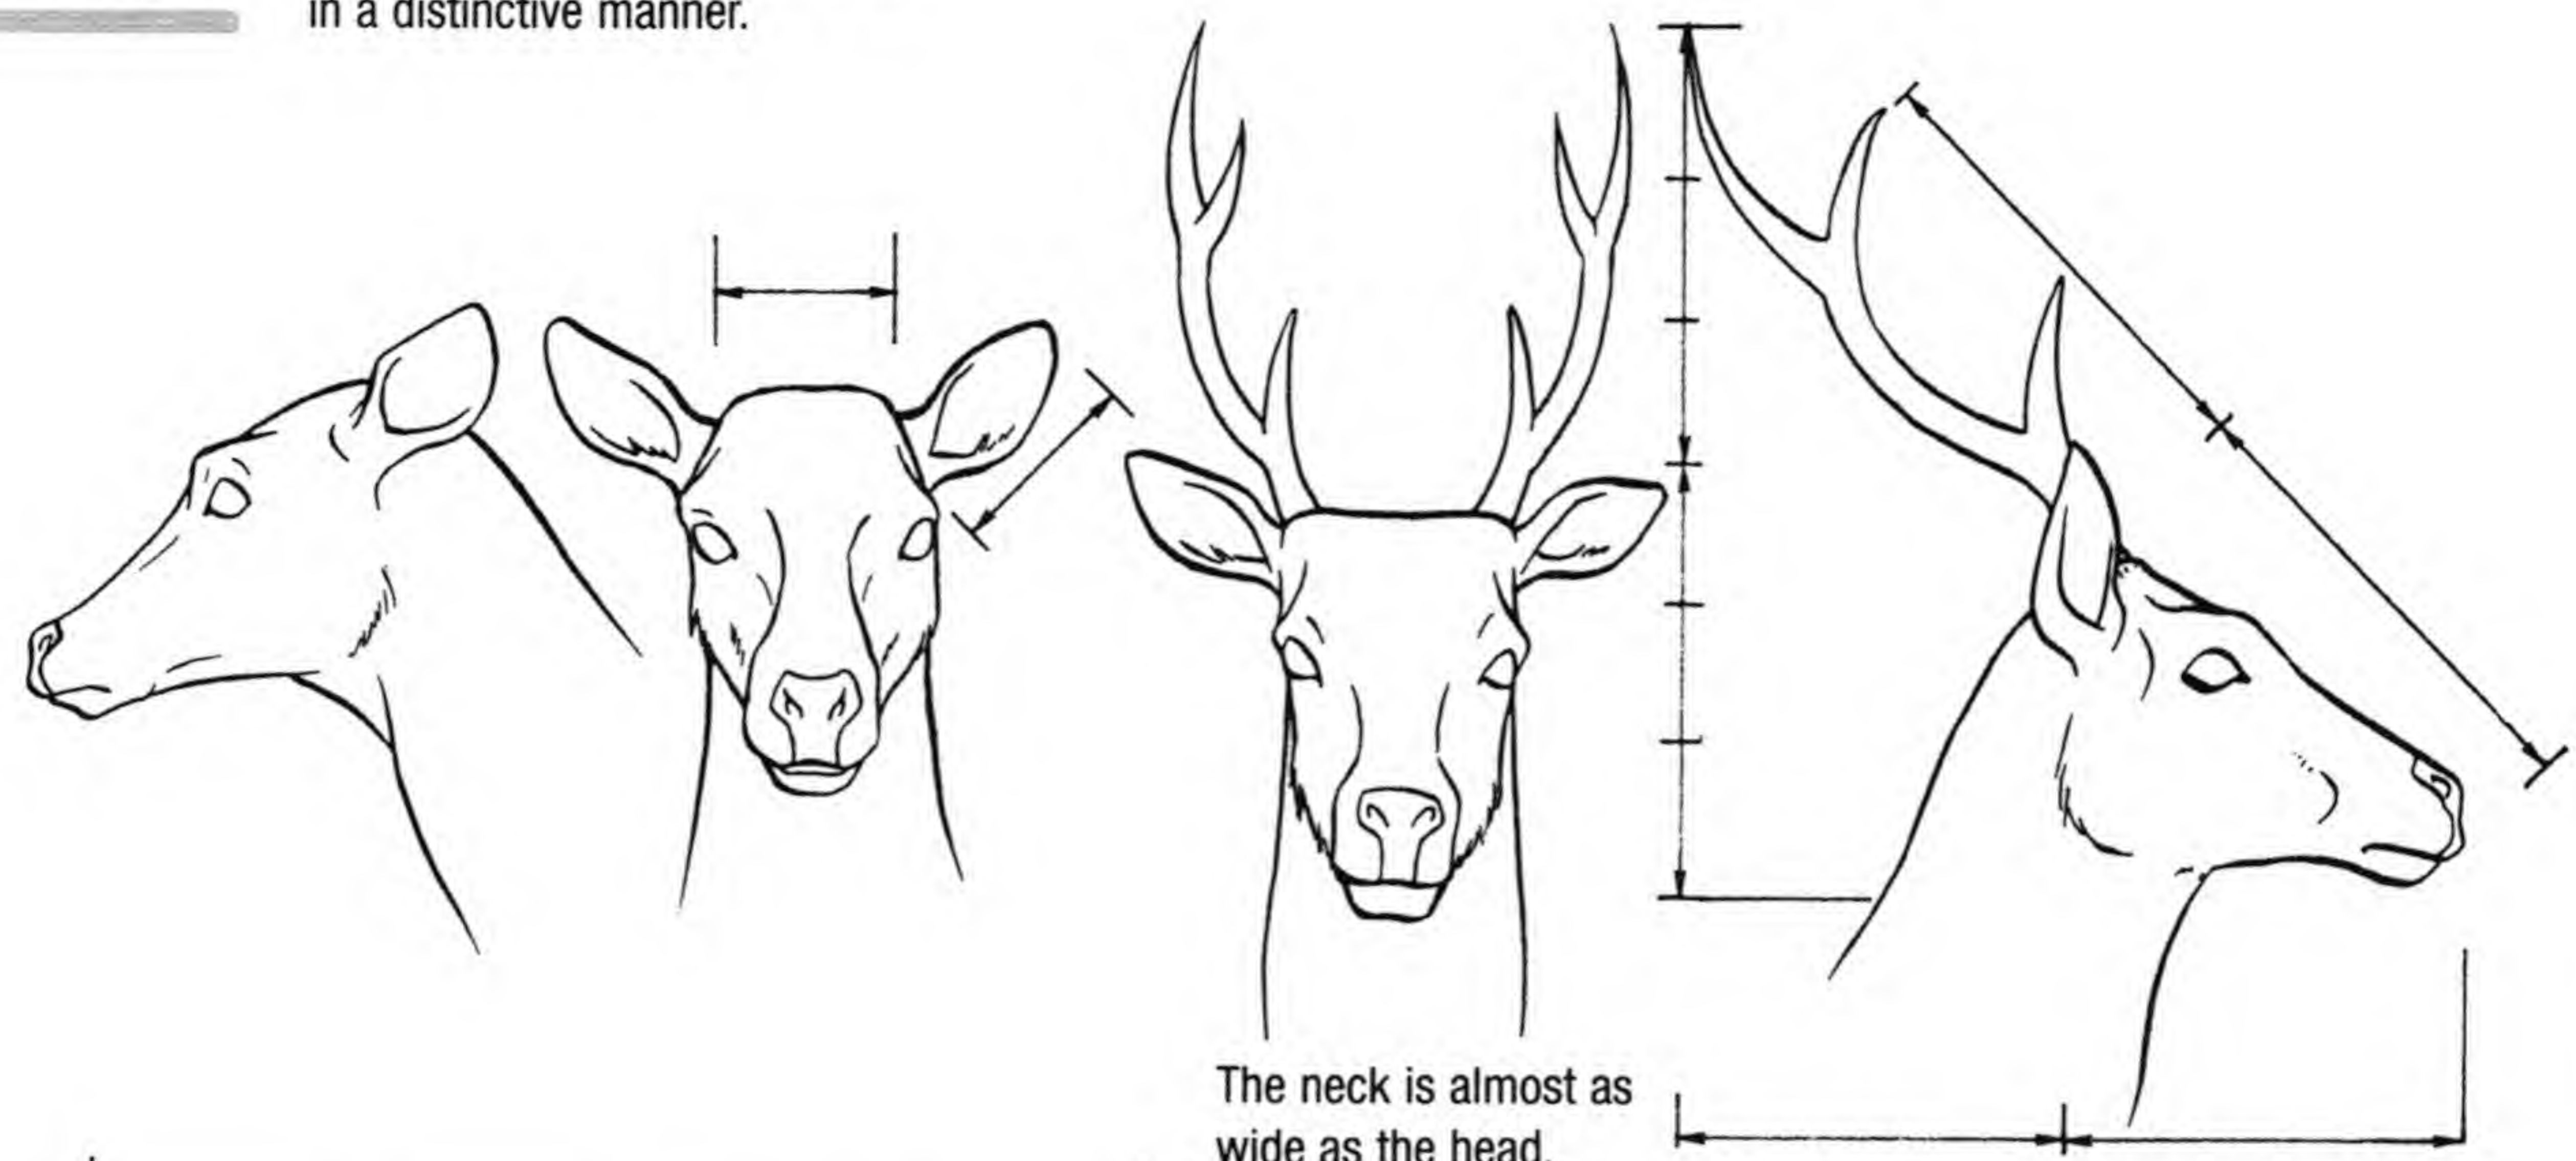 in a distinctive manner.
The neck is almost as
wide as the head.